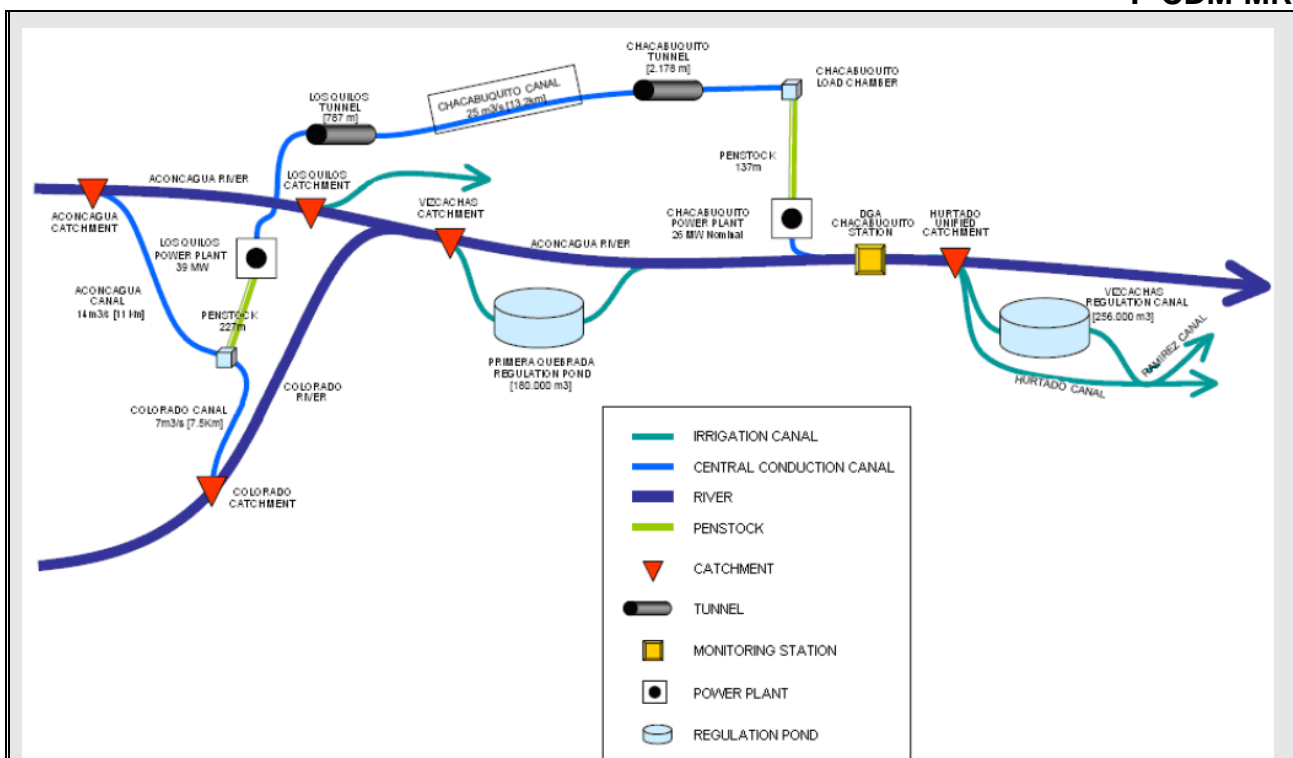 CHACABUQUITO
TUNNEL
[2.178 m]
CHACABUQUITO
LOAD CHAMBER
LOS QUILOS
TUNNEL
[787 m]
CHACABUQUITO CANAL
25 m3/s [13.2km]
PENSTOCK
137m
ACONCAGUA RIVER
LOS QUILOS
CATCHMENT
VIZCACHAS
CATCHMENT
ACONCAGUA
CATCHMENT
LOS QUILOS
POWER PLANT
39 MW
CHACABUQUITO
POWER PLANT
26 MW Nominal
DGA
CHACABUQUITO
STATION
HURTADO
UNIFIED
CATCHMENT
ACONCAGUA RIVER
ACONCAGUA
CANAL
14 m3/s [11 km]
PENSTOCK
227m
VIZCACHAS
REGULATION CANAL
[256.000 m3]
PRIMERA QUEBRADA
REGULATION POND
[180.000 m3]
COLORADO
RIVER
RAMIREZ CANAL
HURTADO CANAL
COLORADO CANAL
7m3/s [7.5Km]
COLORADO
CATCHMENT
IRRIGATION CANAL
CENTRAL CONDUCTION CANAL
RIVER
PENSTOCK
CATCHMENT
TUNNEL
MONITORING STATION
POWER PLANT
REGULATION POND